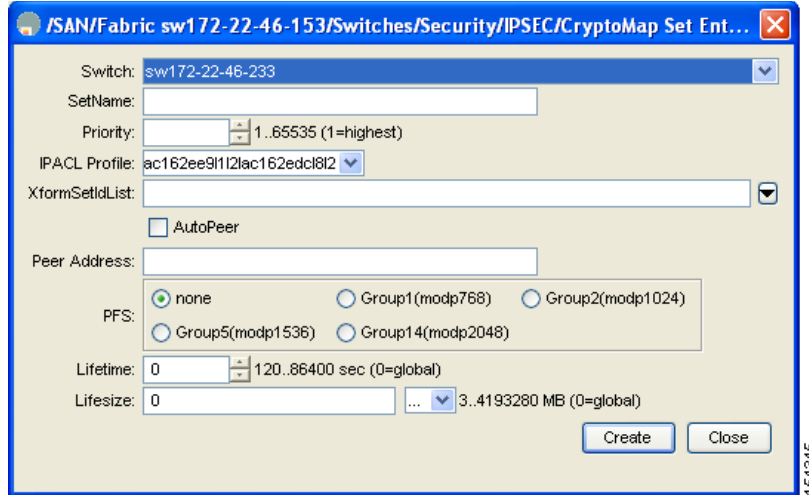 /SAN/Fabric sw172-22-46-153/Switches/Security/IPSEC/CryptoMap Set Ent...
Switch: sw172-22-46-233
SetName:
Priority: 1..65535 (1=highest)
IPACL Profile: ac162ee9l1l2lac162edcl8l2
XformSetIdList:
AutoPeer
Peer Address:
PFS:
none Group1(modp768) Group2(modp1024)
Group5(modp1536) Group14(modp2048)
Lifetime: 0 120..86400 sec (0=global)
Lifesize: 0 ... 3..4193280 MB (0=global)
Create Close